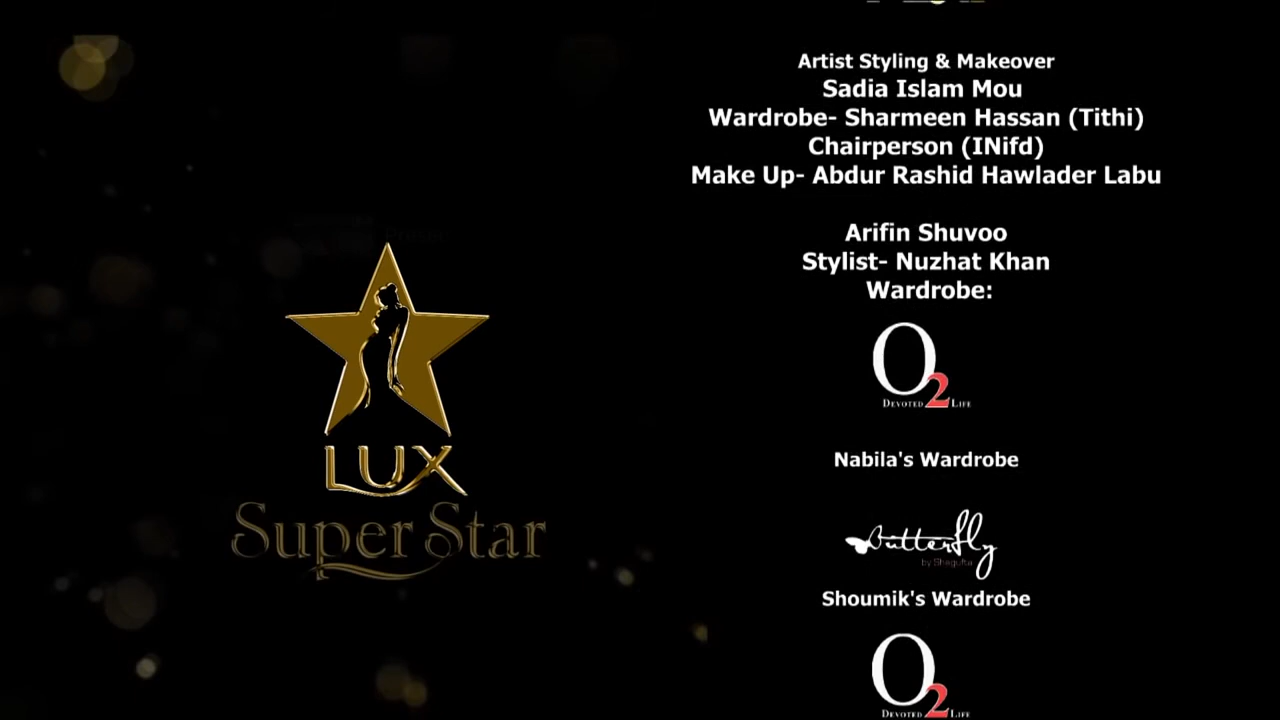 LUX
Super Star
Artist Styling & Makeover
Sadia Islam Mou
Wardrobe- Sharmeen Hassan (Tithi)
Chairperson (INifd)
Make Up- Abdur Rashid Hawlader Labu
Arifin Shuvoo
Stylist- Nuzhat Khan
Wardrobe:
O2
DEVOTED LIFE
Nabila's Wardrobe
Butterfly
by Shagufta
Shoumik's Wardrobe
O2
DEVOTED LIFE